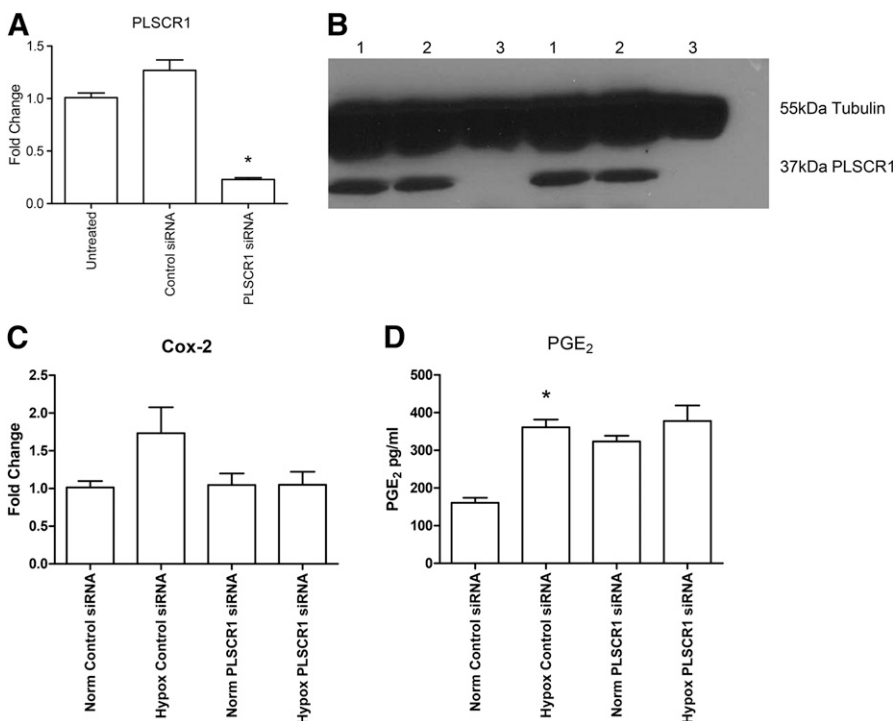 A
PLSCR1
Fold Change
1.5
1.0
0.5
0.0
*
Untreated
Control siRNA
PLSCR1 siRNA
B
1 2 3 1 2 3
55kDa Tubulin
37kDa PLSCR1
C
Cox-2
Fold Change
2.5
2.0
1.5
1.0
0.5
0.0
Norm Control siRNA
Hypox Control siRNA
Norm PLSCR1 siRNA
Hypox PLSCR1 siRNA
D
PGE₂
PGE₂ pg/ml
500
400
300
200
100
0
*
Norm Control siRNA
Hypox Control siRNA
Norm PLSCR1 siRNA
Hypox PLSCR1 siRNA